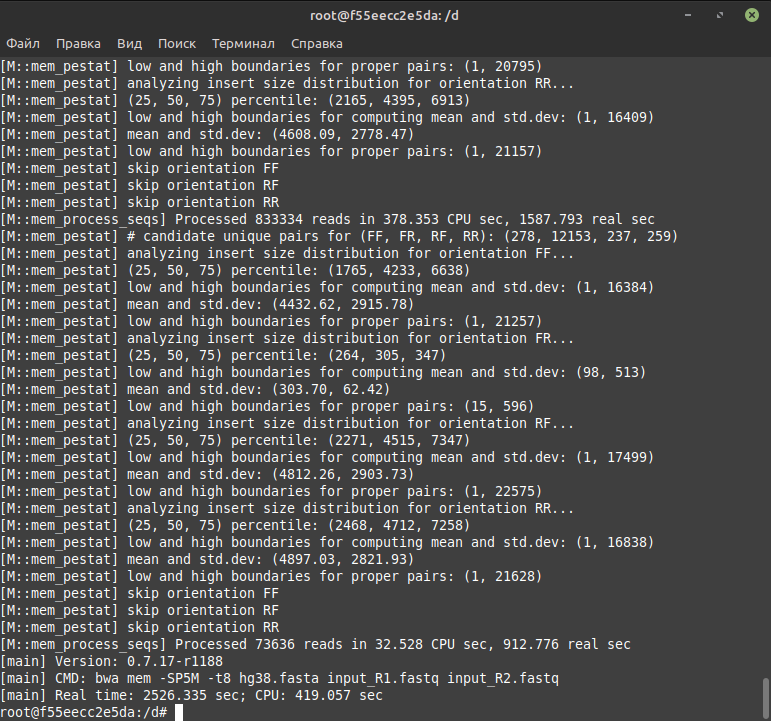 root@f55eecc2e5da: /d
Файл Правка Вид Поиск Терминал Справка
[M::mem_pestat] low and high boundaries for proper pairs: (1, 20795)
[M::mem_pestat] analyzing insert size distribution for orientation RR...
[M::mem_pestat] (25, 50, 75) percentile: (2165, 4395, 6913)
[M::mem_pestat] low and high boundaries for computing mean and std.dev: (1, 16409)
[M::mem_pestat] mean and std.dev: (4608.09, 2778.47)
[M::mem_pestat] low and high boundaries for proper pairs: (1, 21157)
[M::mem_pestat] skip orientation FF
[M::mem_pestat] skip orientation RF
[M::mem_pestat] skip orientation RR
[M::mem_process_seqs] Processed 833334 reads in 378.353 CPU sec, 1587.793 real sec
[M::mem_pestat] # candidate unique pairs for (FF, FR, RF, RR): (278, 12153, 237, 259)
[M::mem_pestat] analyzing insert size distribution for orientation FF...
[M::mem_pestat] (25, 50, 75) percentile: (1765, 4233, 6638)
[M::mem_pestat] low and high boundaries for computing mean and std.dev: (1, 16384)
[M::mem_pestat] mean and std.dev: (4432.62, 2915.78)
[M::mem_pestat] low and high boundaries for proper pairs: (1, 21257)
[M::mem_pestat] analyzing insert size distribution for orientation FR...
[M::mem_pestat] (25, 50, 75) percentile: (264, 305, 347)
[M::mem_pestat] low and high boundaries for computing mean and std.dev: (98, 513)
[M::mem_pestat] mean and std.dev: (303.70, 62.42)
[M::mem_pestat] low and high boundaries for proper pairs: (15, 596)
[M::mem_pestat] analyzing insert size distribution for orientation RF...
[M::mem_pestat] (25, 50, 75) percentile: (2271, 4515, 7347)
[M::mem_pestat] low and high boundaries for computing mean and std.dev: (1, 17499)
[M::mem_pestat] mean and std.dev: (4812.26, 2903.73)
[M::mem_pestat] low and high boundaries for proper pairs: (1, 22575)
[M::mem_pestat] analyzing insert size distribution for orientation RR...
[M::mem_pestat] (25, 50, 75) percentile: (2468, 4712, 7258)
[M::mem_pestat] low and high boundaries for computing mean and std.dev: (1, 16838)
[M::mem_pestat] mean and std.dev: (4897.03, 2821.93)
[M::mem_pestat] low and high boundaries for proper pairs: (1, 21628)
[M::mem_pestat] skip orientation FF
[M::mem_pestat] skip orientation RF
[M::mem_pestat] skip orientation RR
[M::mem_process_seqs] Processed 73636 reads in 32.528 CPU sec, 912.776 real sec
[main] Version: 0.7.17-r1188
[main] CMD: bwa mem -SP5M -t8 hg38.fasta input_R1.fastq input_R2.fastq
[main] Real time: 2526.335 sec; CPU: 419.057 sec
root@f55eecc2e5da:/d#